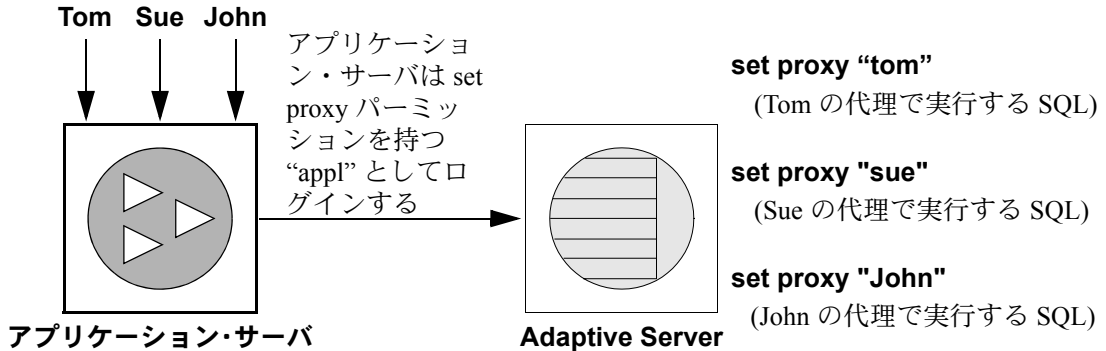 Tom Sue John
アプリケーショ
ン・サーバは set
proxy パーミッ
ションを持つ
“appl” としてロ
グインする
アプリケーション･サーバ
Adaptive Server
set proxy “tom”
(Tom の代理で実行する SQL)
set proxy "sue"
(Sue の代理で実行する SQL)
set proxy "John"
(John の代理で実行する SQL)